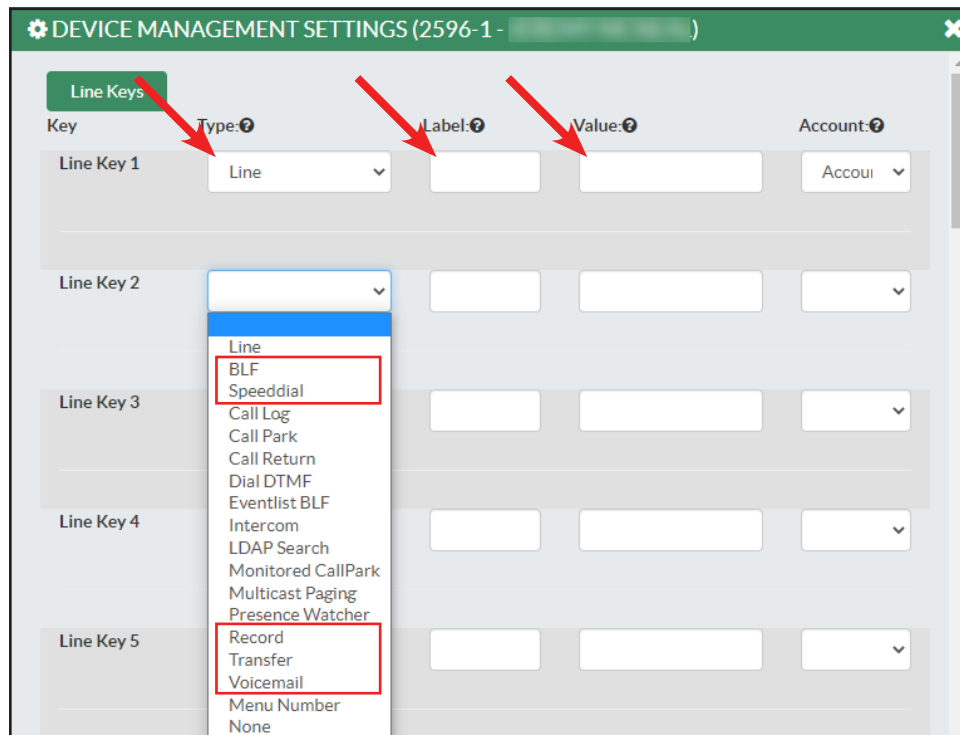 DEVICE MANAGEMENT SETTINGS (2596-1 - )
Line Keys
Key Type: Label: Value: Account:
Line Key 1 Line Accou
Line Key 2
Line
BLF
Speeddial
Line Key 3
Call Log
Call Park
Call Return
Dial DTMF
Eventlist BLF
Line Key 4
Intercom
LDAP Search
Monitored CallPark
Multicast Paging
Presence Watcher
Line Key 5
Record
Transfer
Voicemail
Menu Number
None